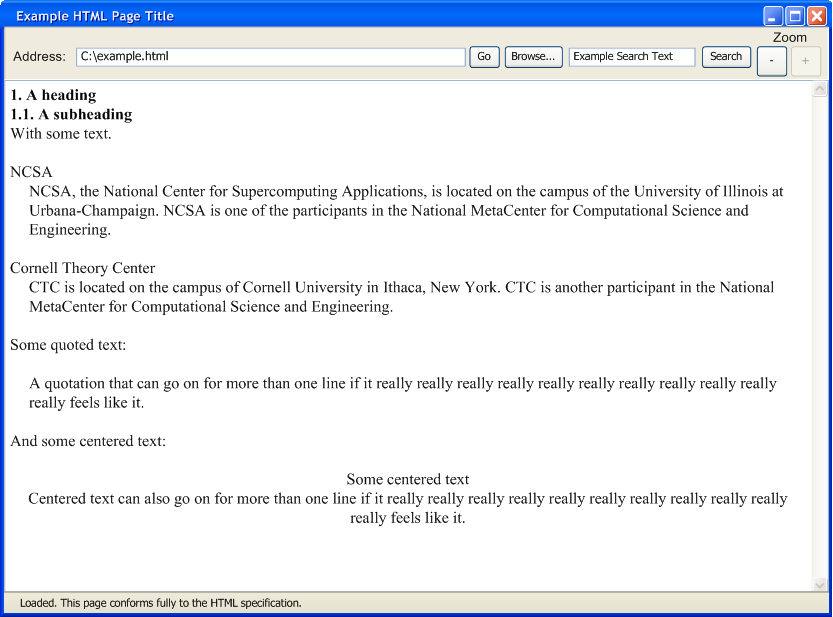 Example HTML Page Title
Zoom
Address: C:\example.html Go Browse... Example Search Text Search - +
1. A heading
1.1. A subheading
With some text.
NCSA
NCSA, the National Center for Supercomputing Applications, is located on the campus of the University of Illinois at
Urbana-Champaign. NCSA is one of the participants in the National MetaCenter for Computational Science and
Engineering.
Cornell Theory Center
CTC is located on the campus of Cornell University in Ithaca, New York. CTC is another participant in the National
MetaCenter for Computational Science and Engineering.
Some quoted text:
A quotation that can go on for more than one line if it really really really really really really really really really really
really feels like it.
And some centered text:
Some centered text
Centered text can also go on for more than one line if it really really really really really really really really really really
really feels like it.
Loaded. This page conforms fully to the HTML specification.